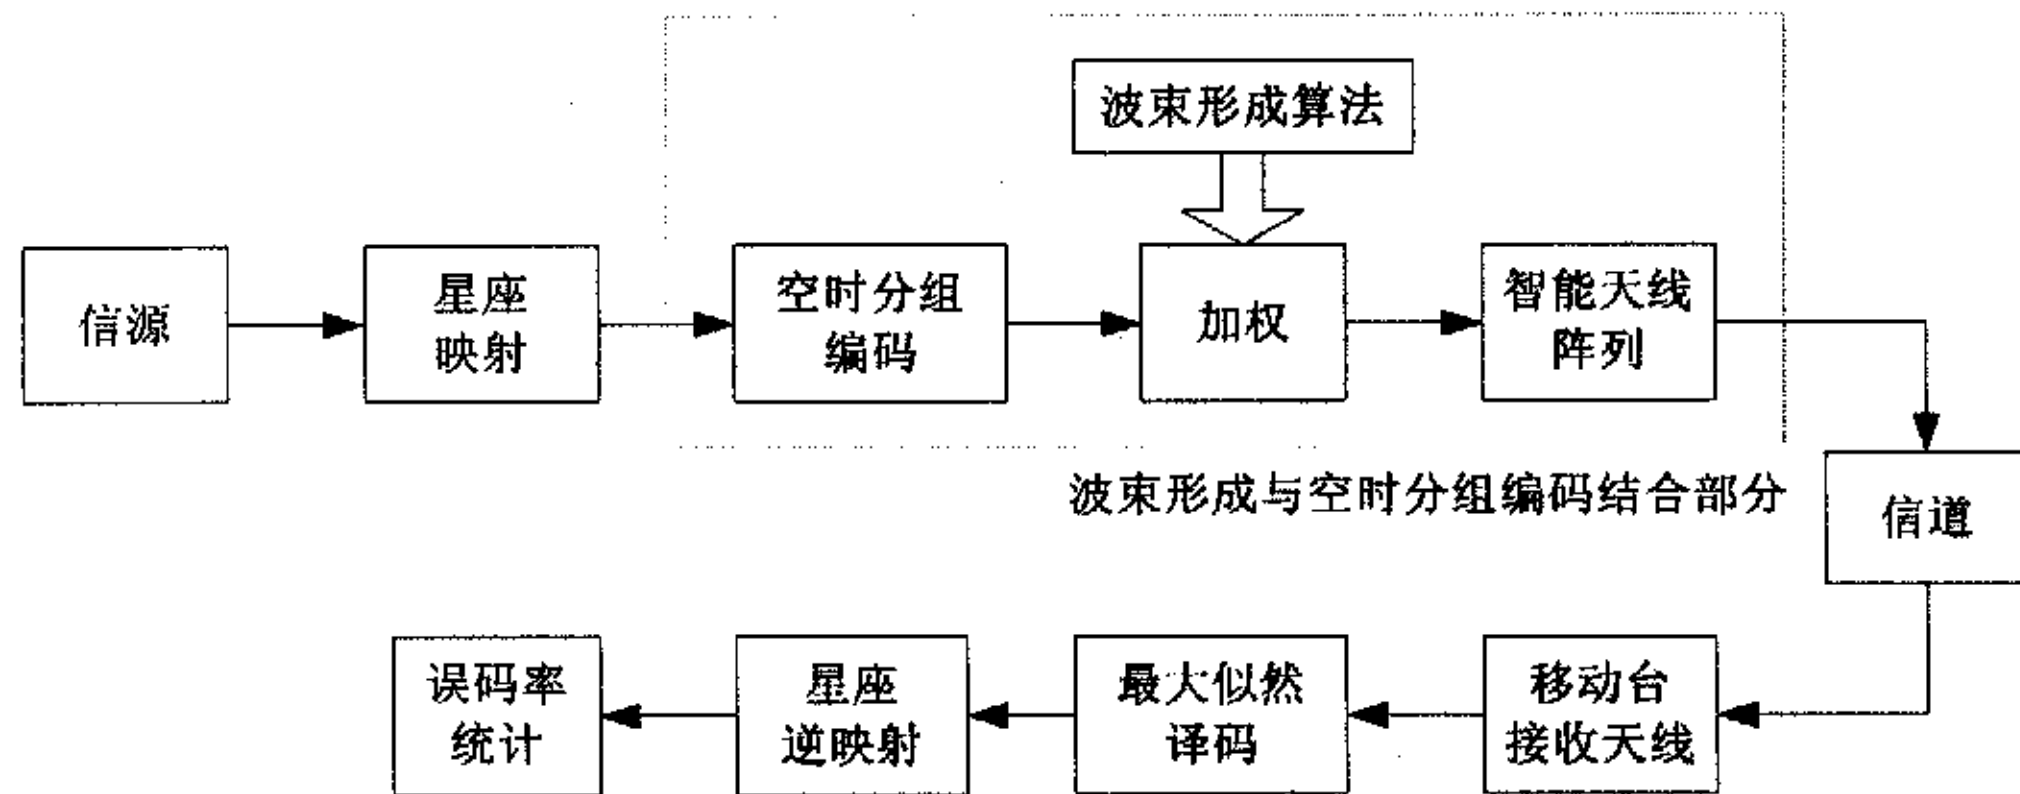 波束形成算法
信源
星座
映射
空时分组
编码
加权
智能天线
阵列
波束形成与空时分组编码结合部分
信道
误码率
统计
星座
逆映射
最大似然
译码
移动台
接收天线